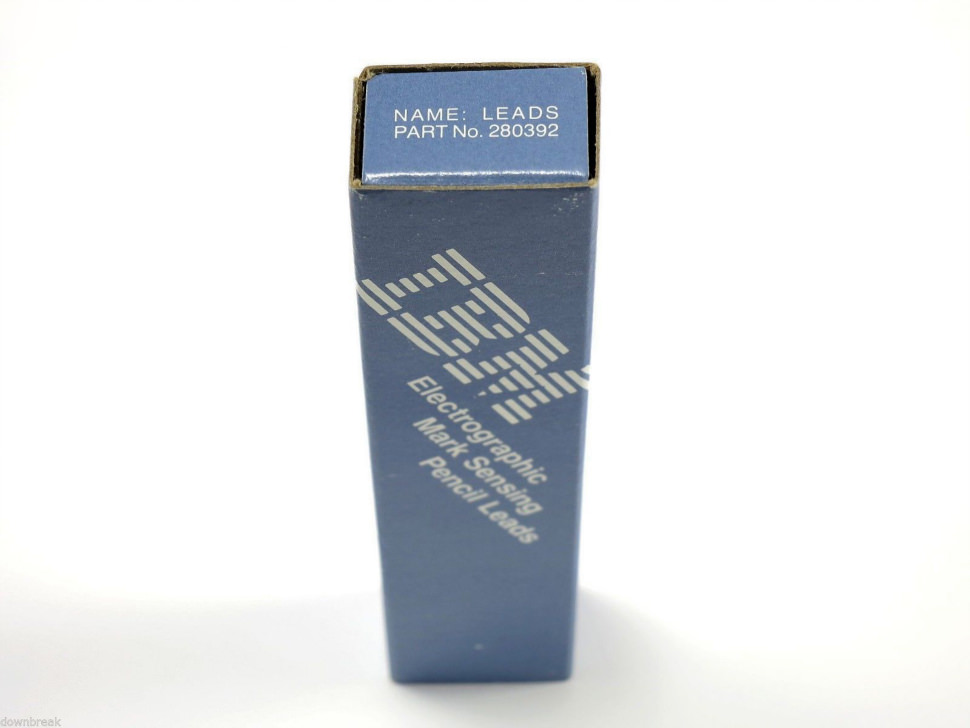 NAME: LEADS
PART No. 280392
IBM
Electrographic
Mark Sensing
Pencil Leads
downbreak